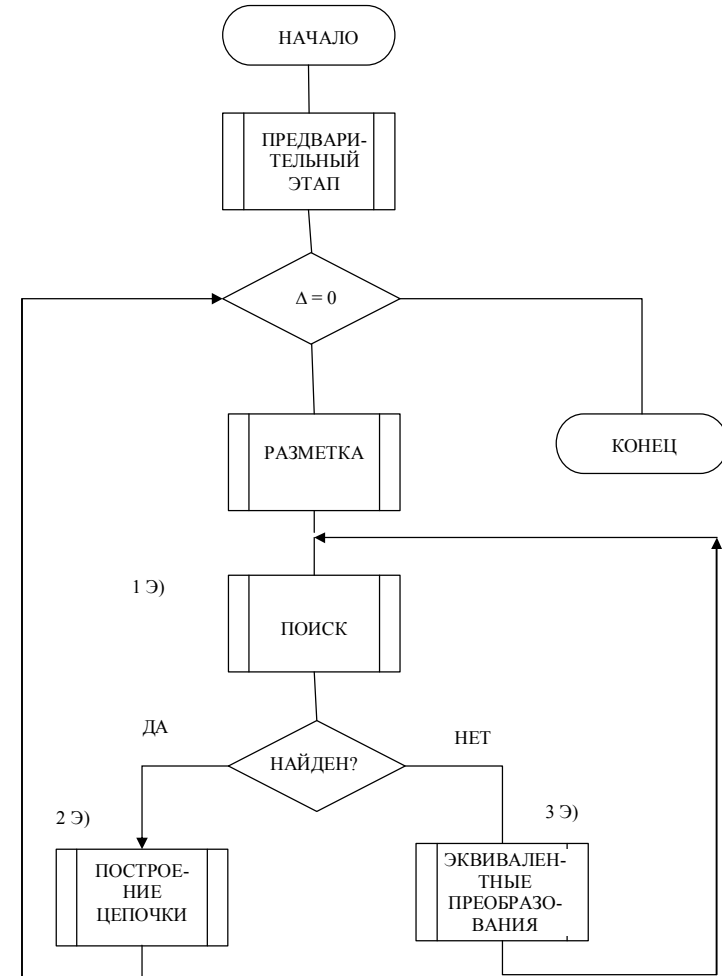 НАЧАЛО
ПРЕДВАРИ-
ТЕЛЬНЫЙ
ЭТАП
Δ = 0
РАЗМЕТКА
КОНЕЦ
1 Э)
ПОИСК
ДА
НАЙДЕН?
НЕТ
2 Э)
3 Э)
ПОСТРОЕ-
НИЕ
ЦЕПОЧКИ
ЭКВИВАЛЕН-
ТНЫЕ
ПРЕОБРАЗО-
ВАНИЯ